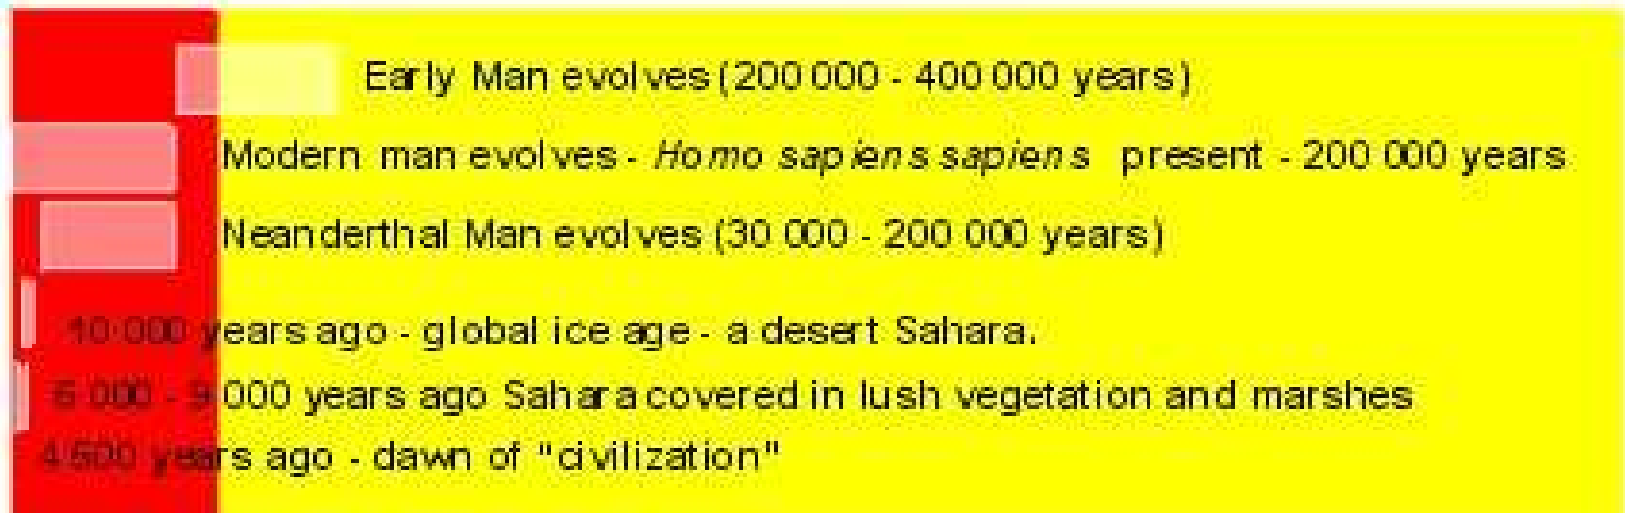 Early Man evolves (200 000 - 400 000 years)
Modern man evolves - Homo sapiens sapiens present - 200 000 years
Neanderthal Man evolves (30 000 - 200 000 years)
10 000 years ago - global ice age - a desert Sahara.
6 000 - 9 000 years ago Sahara covered in lush vegetation and marshes
4 500 years ago - dawn of "civilization"